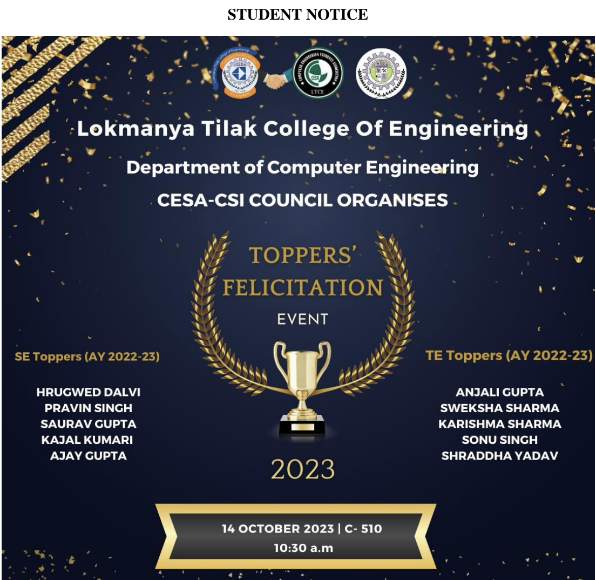 STUDENT NOTICE
LTCE
Lokmanya Tilak College Of Engineering
Department of Computer Engineering
CESA-CSI COUNCIL ORGANISES
TOPPERS'
FELICITATION
EVENT
SE Toppers (AY 2022-23)
HRUGWED DALVI
PRAVIN SINGH
SAURAV GUPTA
KAJAL KUMARI
AJAY GUPTA
TE Toppers (AY 2022-23)
ANJALI GUPTA
SWEKSHA SHARMA
KARISHMA SHARMA
SONU SINGH
SHRADDHA YADAV
2023
14 OCTOBER 2023 | C- 510
10:30 a.m